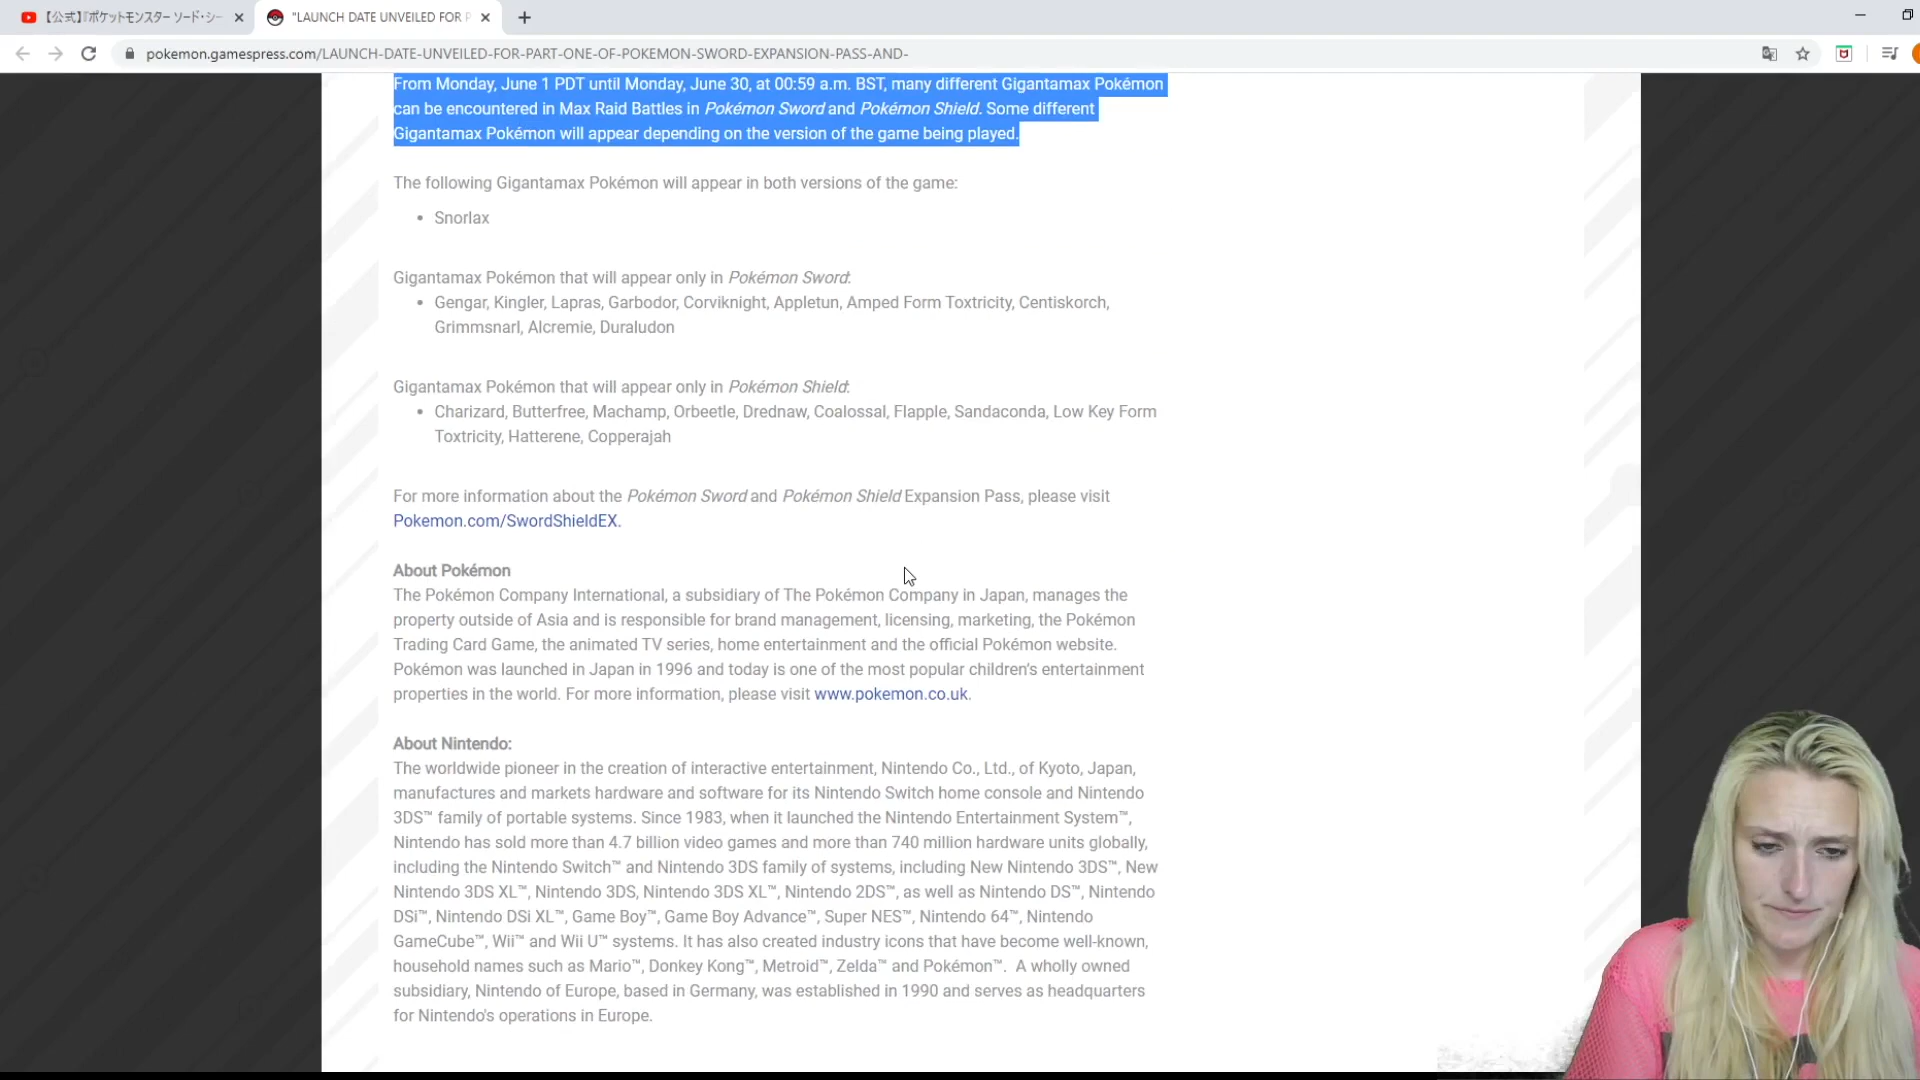 【公式】『ポケットモンスター ソード・シー
"LAUNCH DATE UNVEILED FOR P
pokemon.gamespress.com/LAUNCH-DATE-UNVEILED-FOR-PART-ONE-OF-POKEMON-SWORD-EXPANSION-PASS-AND-
From Monday, June 1 PDT until Monday, June 30, at 00:59 a.m. BST, many different Gigantamax Pokémon
can be encountered in Max Raid Battles in Pokémon Sword and Pokémon Shield. Some different
Gigantamax Pokémon will appear depending on the version of the game being played.
The following Gigantamax Pokémon will appear in both versions of the game:
• Snorlax
Gigantamax Pokémon that will appear only in Pokémon Sword:
• Gengar, Kingler, Lapras, Garbodor, Corviknight, Appletun, Amped Form Toxtricity, Centiskorch,
Grimmsnarl, Alcremie, Duraludon
Gigantamax Pokémon that will appear only in Pokémon Shield:
• Charizard, Butterfree, Machamp, Orbeetle, Drednaw, Coalossal, Flapple, Sandaconda, Low Key Form
Toxtricity, Hatterene, Copperajah
For more information about the Pokémon Sword and Pokémon Shield Expansion Pass, please visit
Pokemon.com/SwordShieldEX.
About Pokémon
The Pokémon Company International, a subsidiary of The Pokémon Company in Japan, manages the
property outside of Asia and is responsible for brand management, licensing, marketing, the Pokémon
Trading Card Game, the animated TV series, home entertainment and the official Pokémon website.
Pokémon was launched in Japan in 1996 and today is one of the most popular children's entertainment
properties in the world. For more information, please visit www.pokemon.co.uk.
About Nintendo:
The worldwide pioneer in the creation of interactive entertainment, Nintendo Co., Ltd., of Kyoto, Japan,
manufactures and markets hardware and software for its Nintendo Switch home console and Nintendo
3DS™ family of portable systems. Since 1983, when it launched the Nintendo Entertainment System™,
Nintendo has sold more than 4.7 billion video games and more than 740 million hardware units globally,
including the Nintendo Switch™ and Nintendo 3DS family of systems, including New Nintendo 3DS™, New
Nintendo 3DS XL™, Nintendo 3DS, Nintendo 3DS XL™, Nintendo 2DS™, as well as Nintendo DS™, Nintendo
DSi™, Nintendo DSi XL™, Game Boy™, Game Boy Advance™, Super NES™, Nintendo 64™, Nintendo
GameCube™, Wii™ and Wii U™ systems. It has also created industry icons that have become well-known,
household names such as Mario™, Donkey Kong™, Metroid™, Zelda™ and Pokémon™.  A wholly owned
subsidiary, Nintendo of Europe, based in Germany, was established in 1990 and serves as headquarters
for Nintendo's operations in Europe.